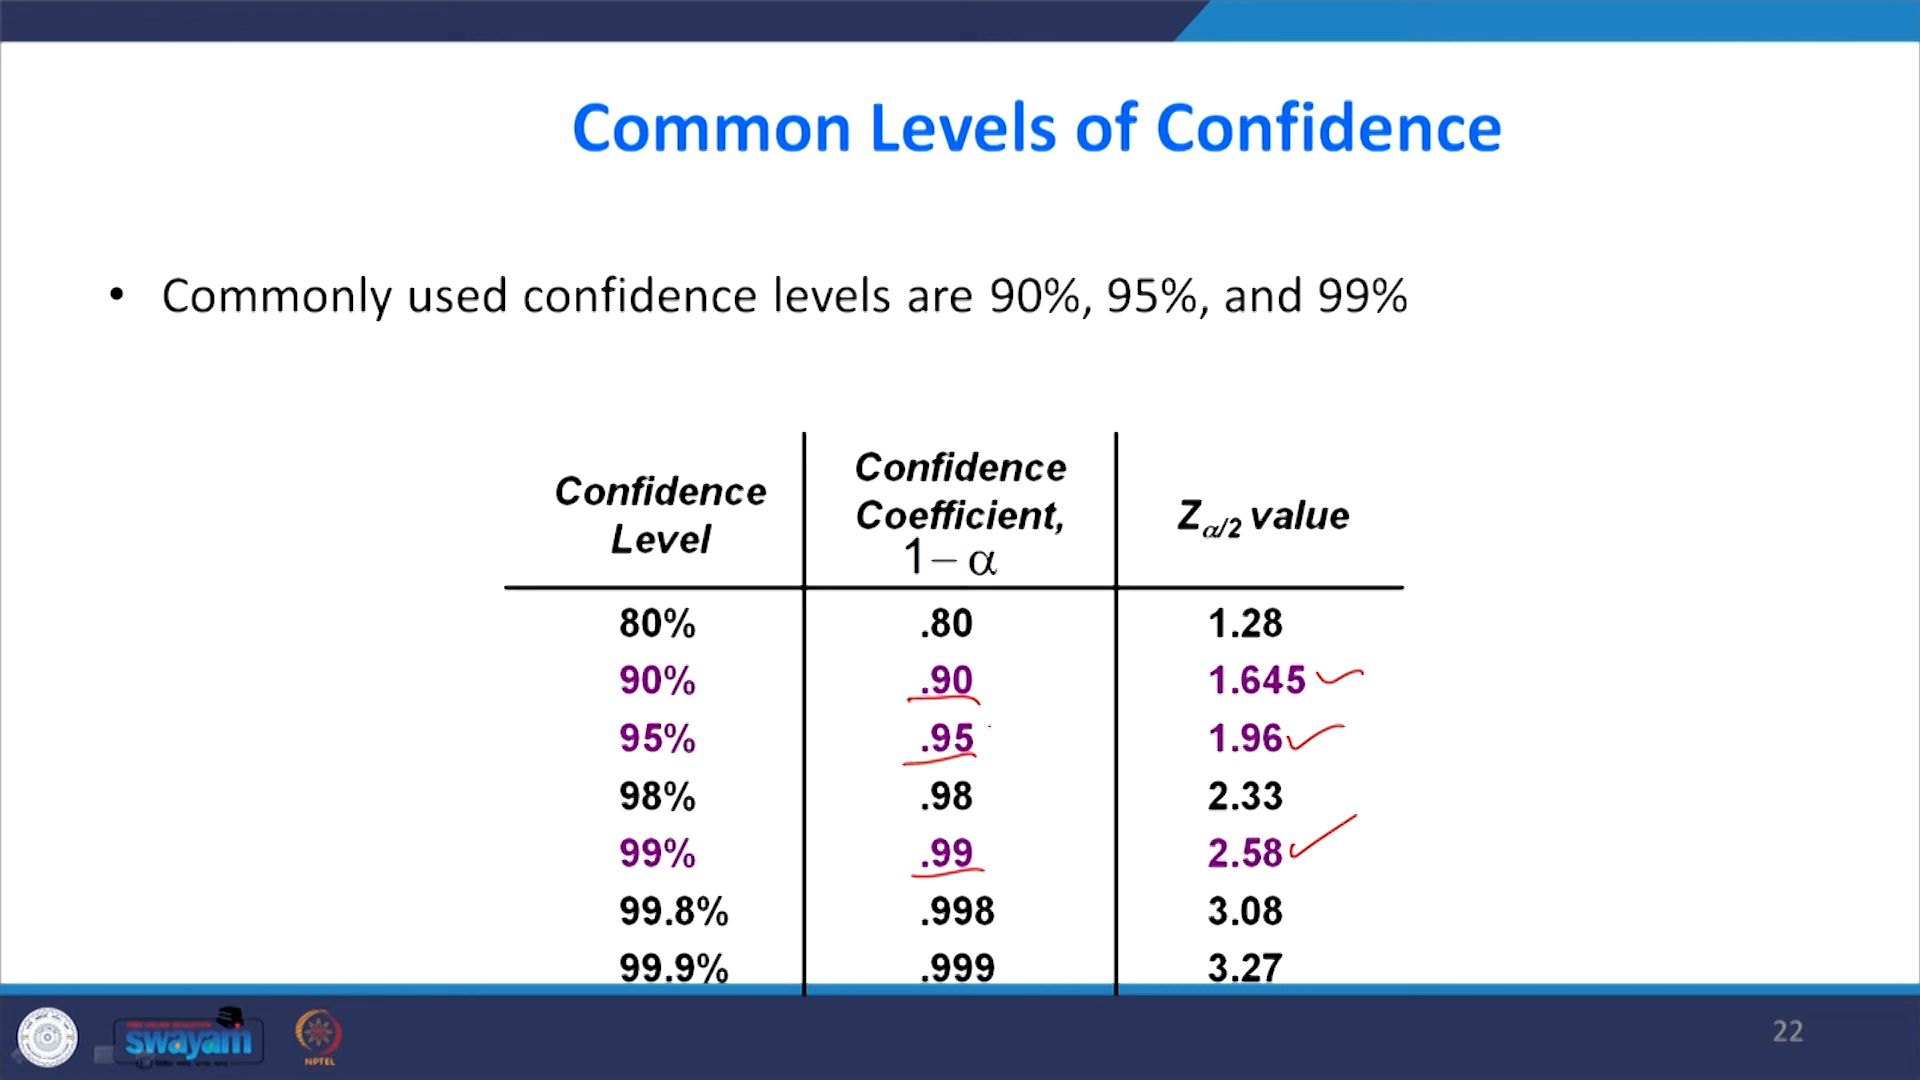 Common Levels of Confidence
• Commonly used confidence levels are 90%, 95%, and 99%
Confidence Level
Confidence Coefficient, 1 – α
Zα/2 value
80% .80 1.28
90% .90 1.645
95% .95 1.96
98% .98 2.33
99% .99 2.58
99.8% .998 3.08
99.9% .999 3.27
swayam
NPTEL
22